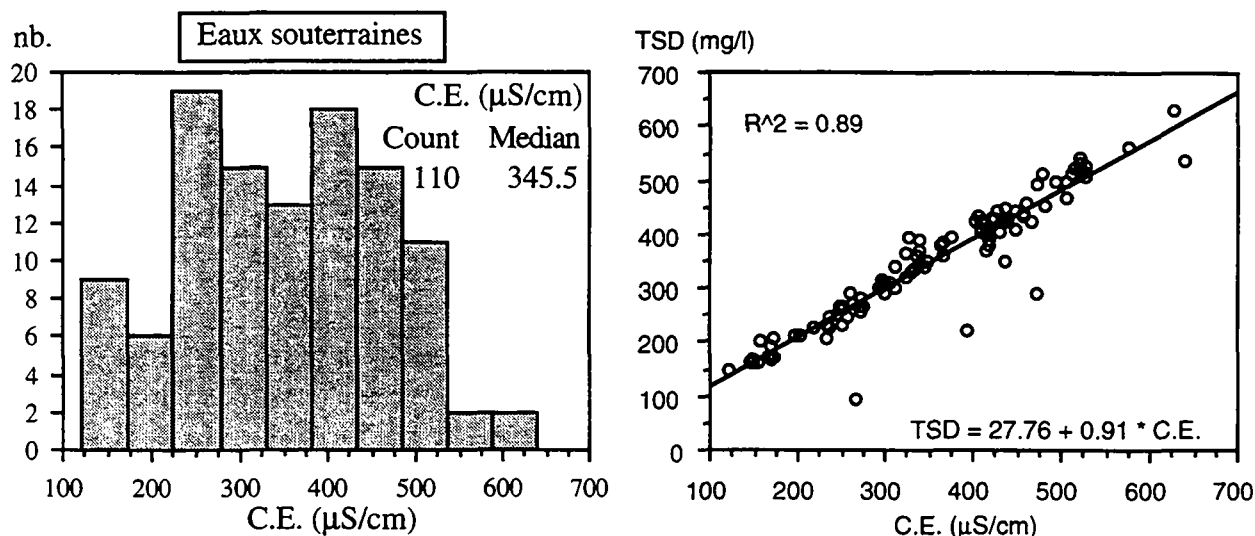 nb.
Eaux souterraines
20
18
16
14
12
10
8
6
4
2
0
C.E. (µS/cm)
Count Median
110 345.5
100 200 300 400 500 600 700
C.E. (µS/cm)
TSD (mg/l)
700
600
500
400
300
200
100
0
R^2 = 0.89
TSD = 27.76 + 0.91 * C.E.
100 200 300 400 500 600 700
C.E. (µS/cm)